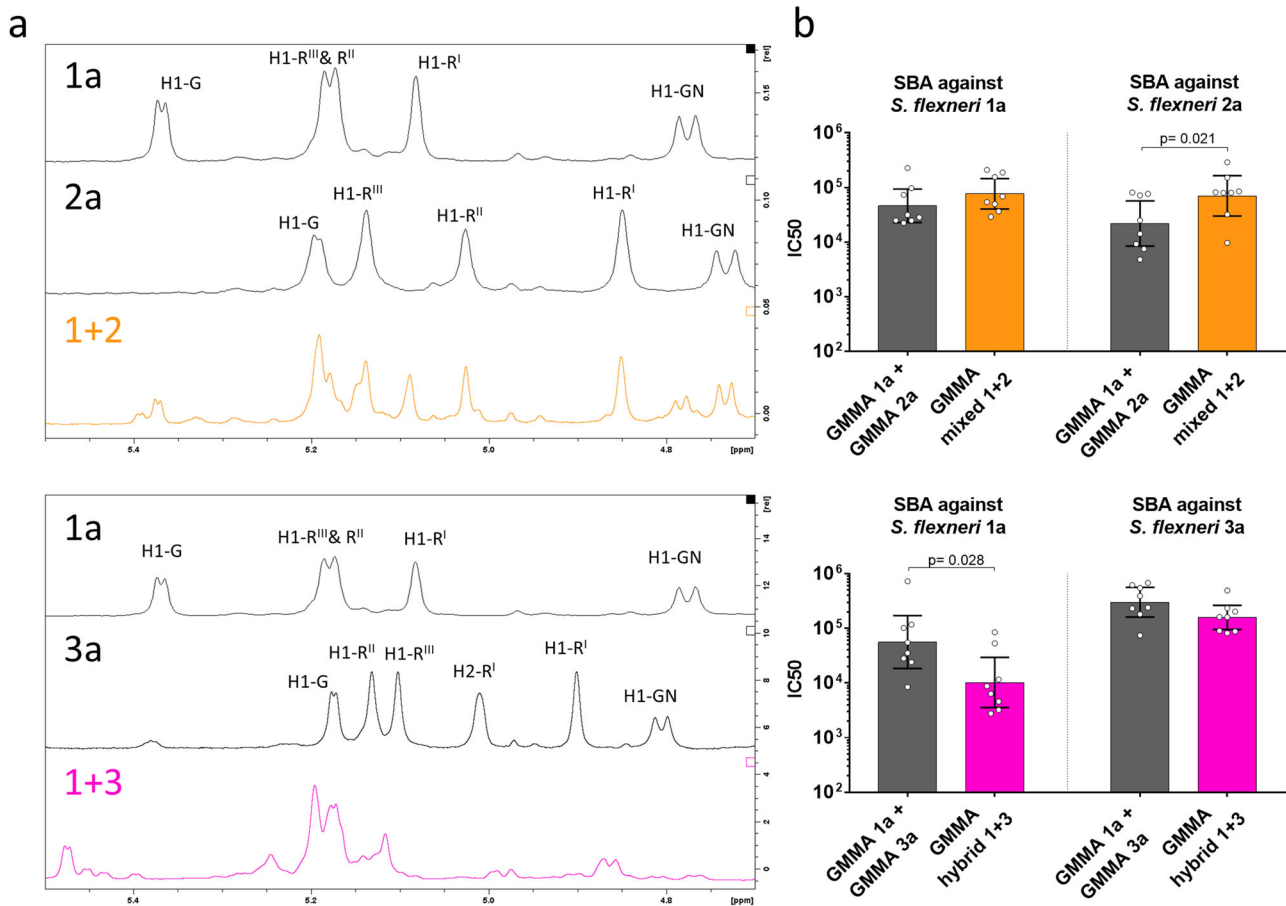 a
1a
H1-G
H1-Rᴵᴵᴵ& Rᴵᴵ
H1-Rᴵ
H1-GN
[rel]
0.15
2a
H1-G
H1-Rᴵᴵᴵ
H1-Rᴵᴵ
H1-Rᴵ
H1-GN
0.10
1+2
0.05
0.00
5.4
5.2
5.0
4.8
[ppm]
1a
H1-G
H1-Rᴵᴵᴵ& Rᴵᴵ
H1-Rᴵ
H1-GN
[rel]
14
12
3a
H1-G
H1-Rᴵᴵ
H1-Rᴵᴵᴵ
H2-Rᴵ
H1-Rᴵ
H1-GN
10
8
6
1+3
4
2
0
5.4
5.2
5.0
4.8
[ppm]
b
SBA against
S. flexneri 1a
SBA against
S. flexneri 2a
p= 0.021
IC50
10⁶
10⁵
10⁴
10³
10²
GMMA 1a +
GMMA 2a
GMMA
mixed 1+2
GMMA 1a +
GMMA 2a
GMMA
mixed 1+2
SBA against
S. flexneri 1a
SBA against
S. flexneri 3a
p= 0.028
IC50
10⁶
10⁵
10⁴
10³
10²
GMMA 1a +
GMMA 3a
GMMA
hybrid 1+3
GMMA 1a +
GMMA 3a
GMMA
hybrid 1+3